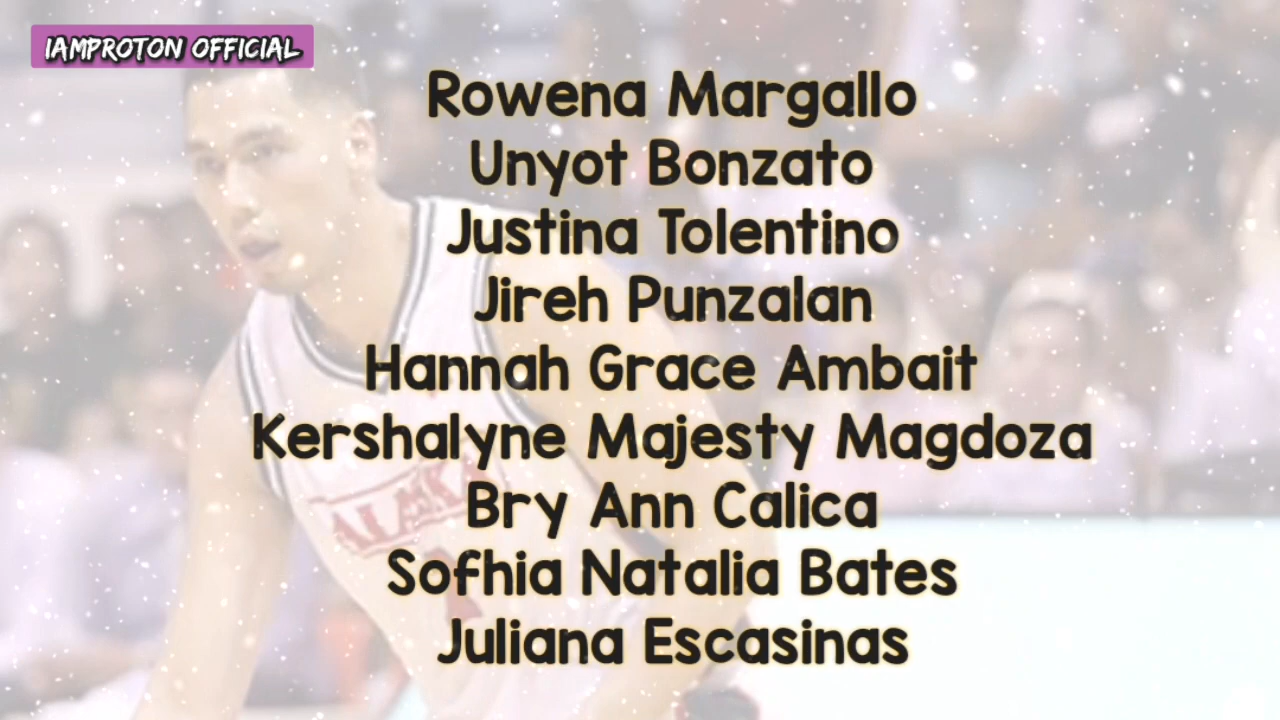 IAMPROTON OFFICIAL
Rowena Margallo
Unyot Bonzato
Justina Tolentino
Jireh Punzalan
Hannah Grace Ambait
Kershalyne Majesty Magdoza
Bry Ann Calica
Sofhia Natalia Bates
Juliana Escasinas
ALASKA